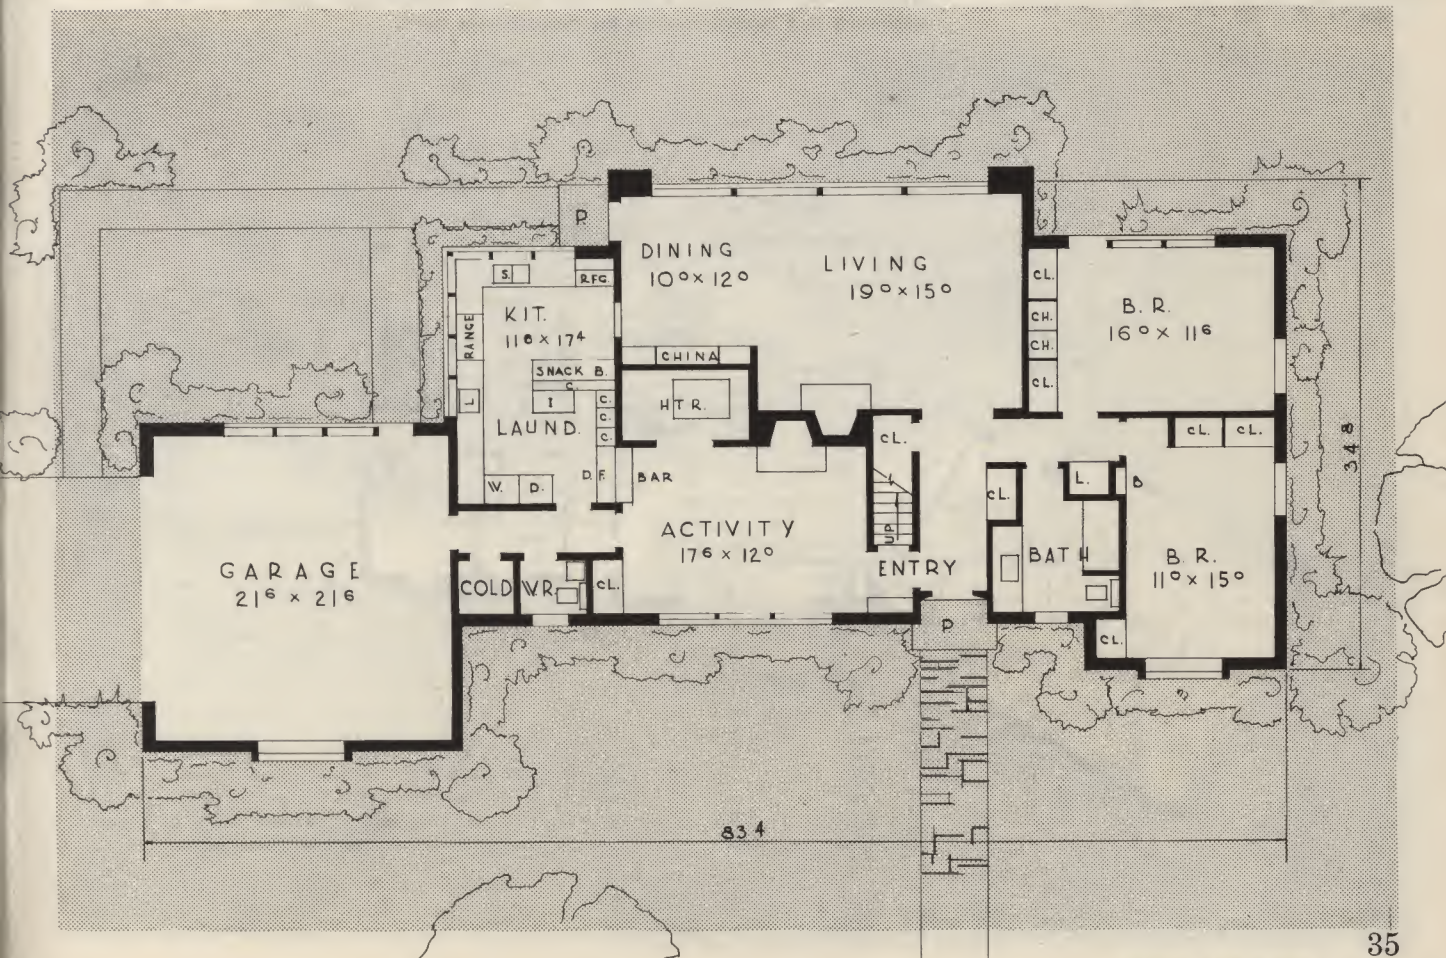 P.
DINING
10⁰ × 12⁰
LIVING
19⁰ × 15⁰
S.
RFG.
KIT.
11⁸ × 17⁴
RANGE
SNACK B.
C.
I
L
C.
C.
C.
LAUND.
W.
D.
D. F.
CHINA
HTR.
BAR
CL.
CH.
CH.
CL.
B.R.
16⁰ × 11⁶
34 8
CL.
UP
ACTIVITY
17⁶ × 12⁰
ENTRY
CL.
L.
B
CL.
CL.
BATH
B.R.
11⁰ × 15⁰
CL.
GARAGE
21⁶ × 21⁶
COLD
W.R.
CL.
P
83 4
35